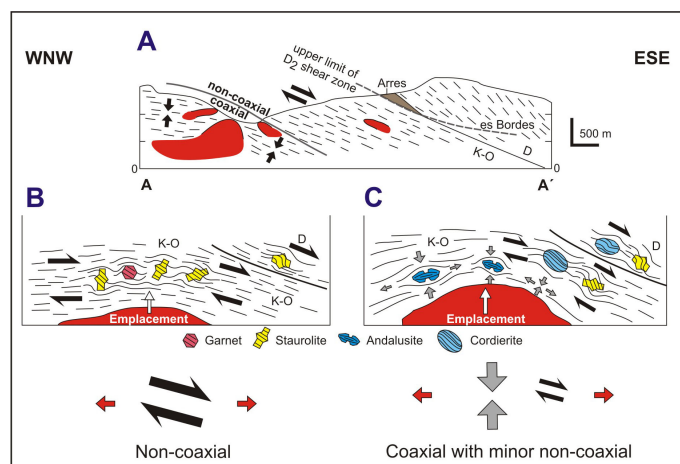 WNW
A
ESE
upper limit of
D2 shear zone
Arres
non-coaxial
coaxial
es Bordes
500 m
K-O
D
0
0
A
A´
B
C
K-O
D
K-O
K-O
D
Emplacement
Emplacement
Garnet
Staurolite
Andalusite
Cordierite
Non-coaxial
Coaxial with minor non-coaxial